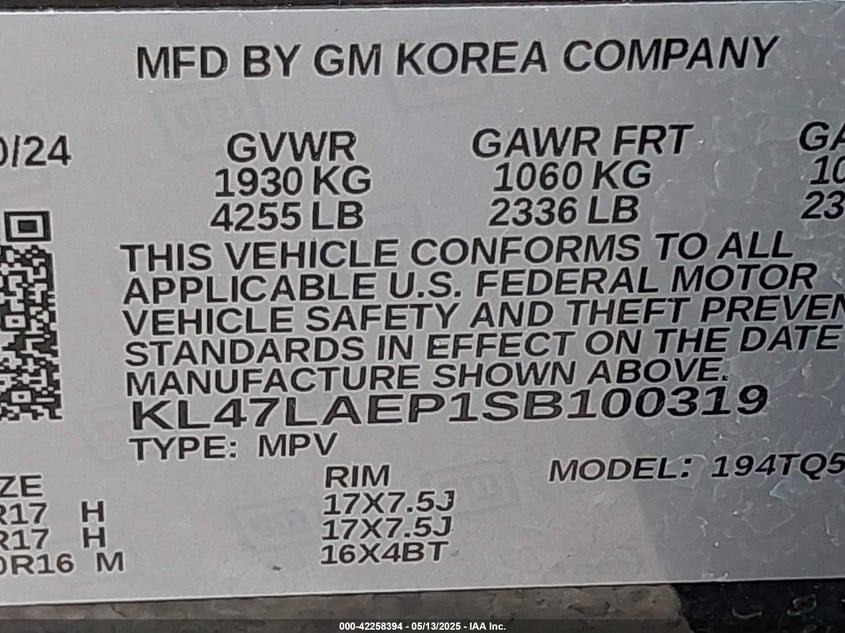 MFD BY GM KOREA COMPANY
0/24 GVWR GAWR FRT GA
1930 KG 1060 KG 10
4255 LB 2336 LB 23
THIS VEHICLE CONFORMS TO ALL
APPLICABLE U.S. FEDERAL MOTOR
VEHICLE SAFETY AND THEFT PREVEN
STANDARDS IN EFFECT ON THE DATE
MANUFACTURE SHOWN ABOVE.
KL47LAEP1SB100319
TYPE: MPV
MODEL: 194TQ5
ZE RIM
R17 H 17X7.5J
R17 H 17X7.5J
0R16 M 16X4BT
000-42258394 - 05/13/2025 - IAA Inc.